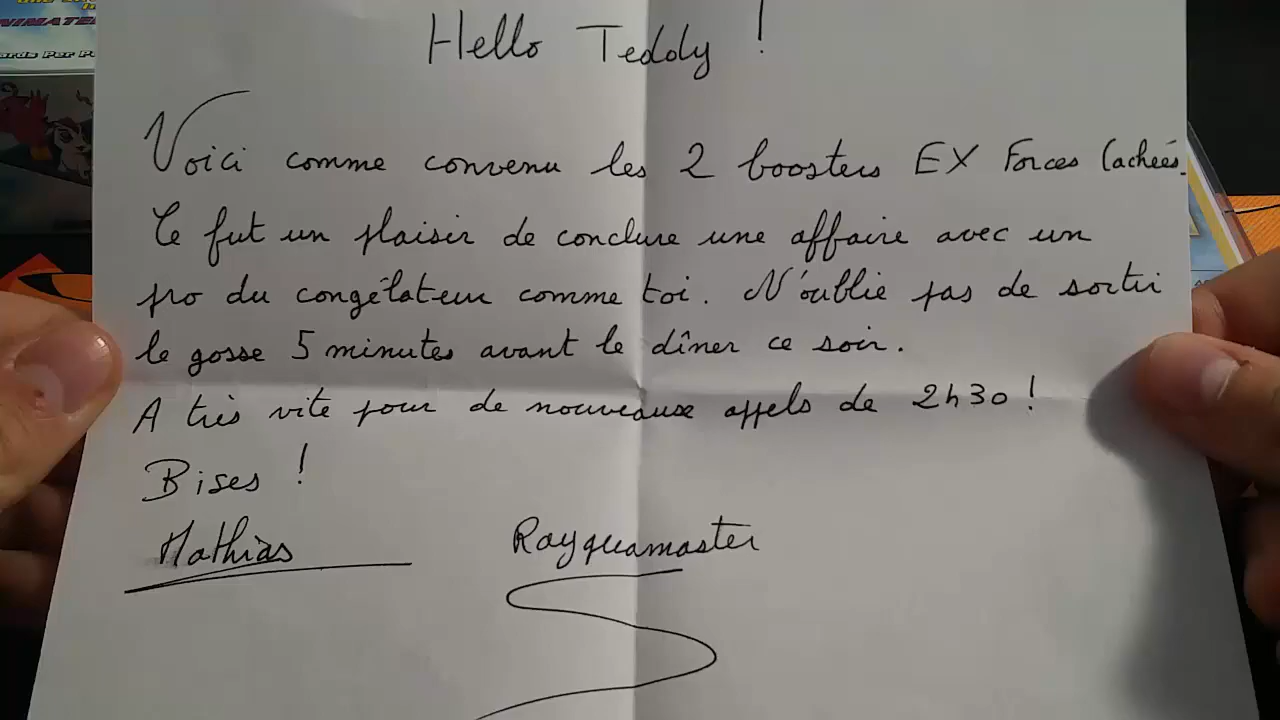 Hello Teddy !
Voici comme convenu les 2 boosters EX Forces Cachées.
Ce fut un plaisir de conclure une affaire avec un
pro du congélateur comme toi. N'oublie pas de sortir
le gosse 5 minutes avant le dîner ce soir.
A très vite pour de nouveaux appels de 2h30 !
Bises !
Mathias
Rayquamaster